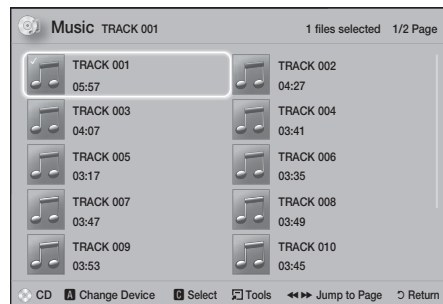 Music TRACK 001 1 files selected 1/2 Page
TRACK 001
05:57
TRACK 002
04:27
TRACK 003
04:07
TRACK 004
03:41
TRACK 005
03:17
TRACK 006
03:35
TRACK 007
03:47
TRACK 008
03:49
TRACK 009
03:53
TRACK 010
03:45
CD A Change Device C Select Tools Jump to Page Return